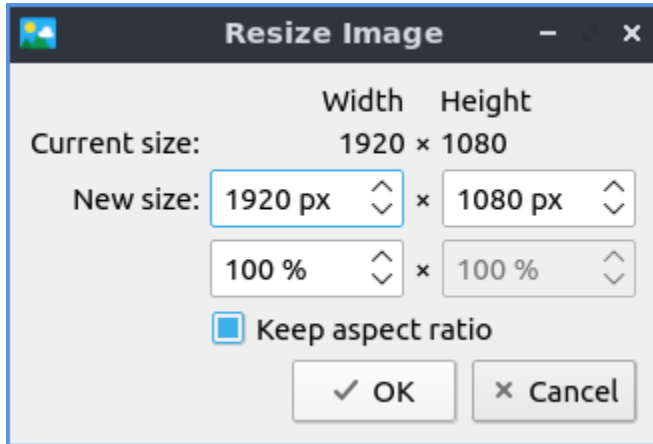 Resize Image
Width Height
Current size: 1920 × 1080
New size: 1920 px × 1080 px
100 % × 100 %
Keep aspect ratio
OK Cancel